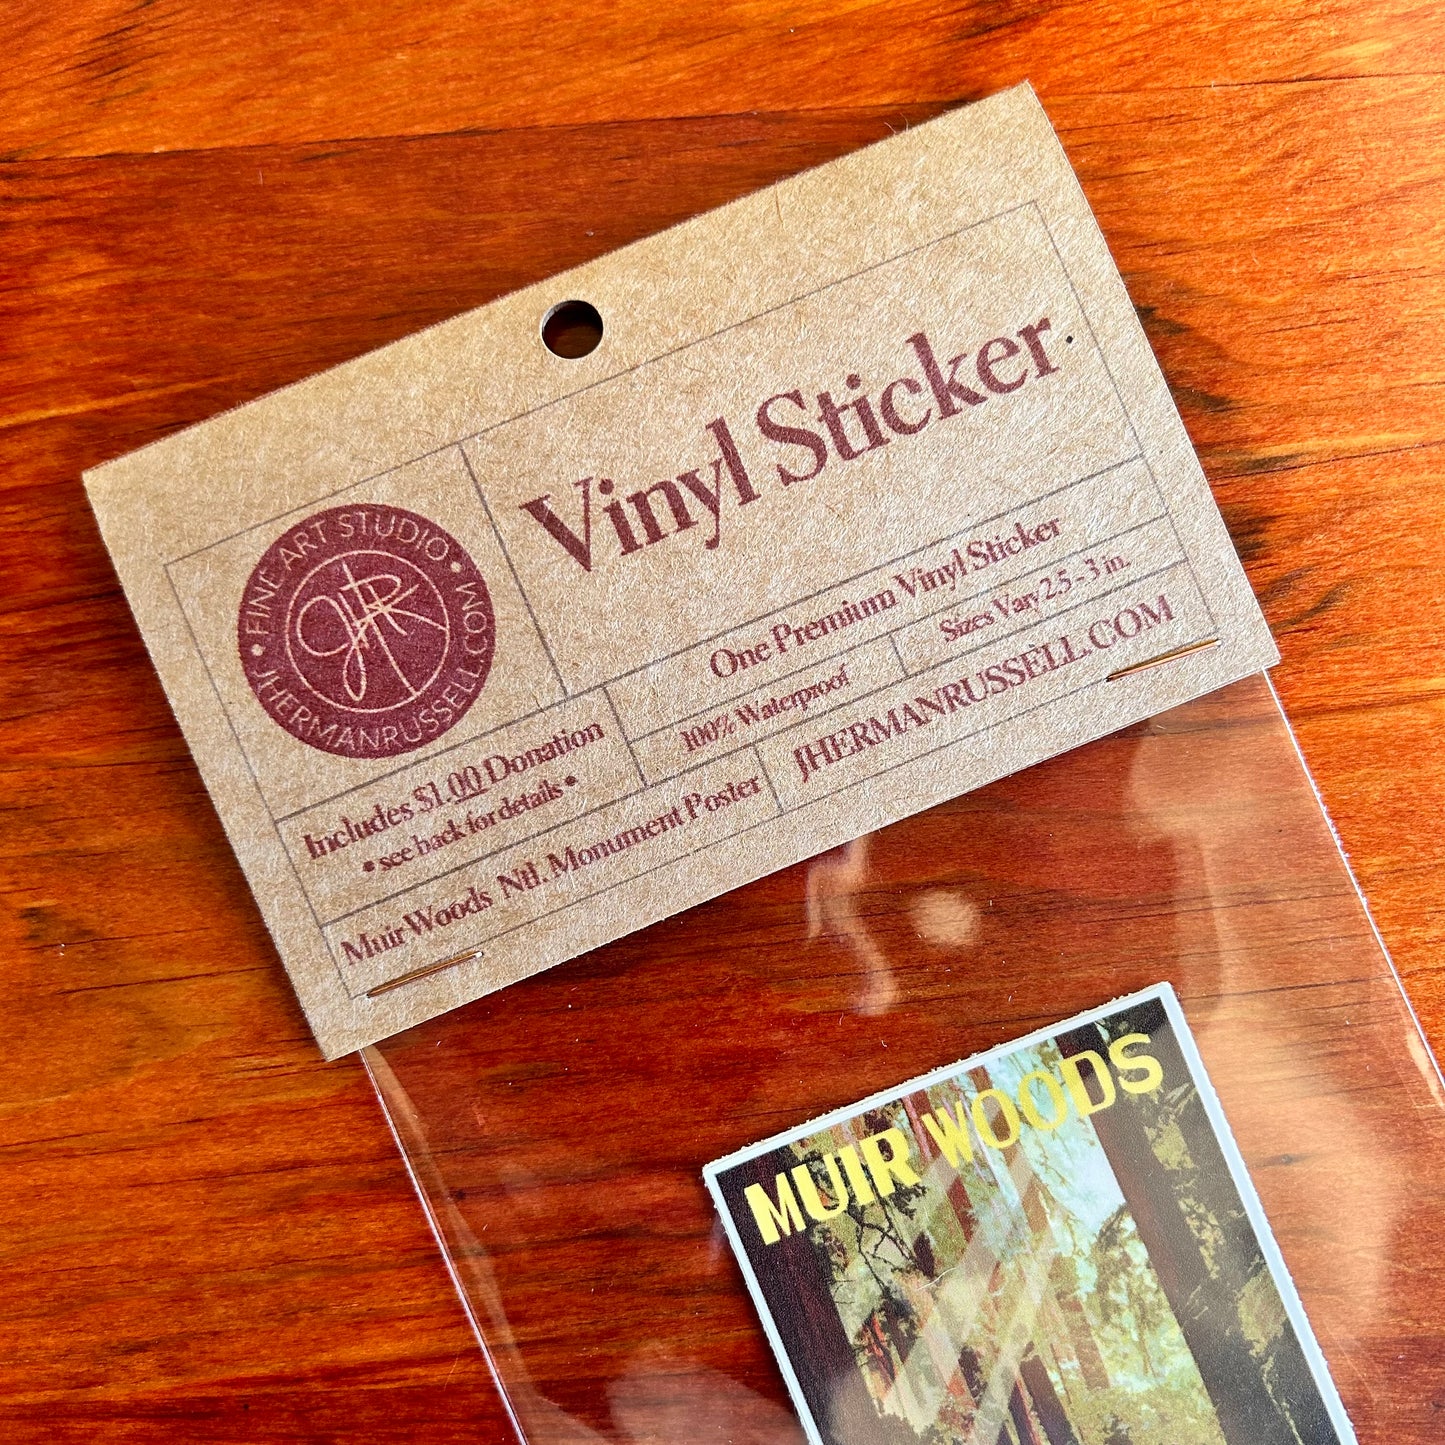 Vinyl Sticker
• FINE ART STUDIO •
JHERMANRUSSELL.COM
JHR
One Premium Vinyl Sticker
100% Waterproof
Sizes Vary 2.5 - 3 in.
Includes $1.00 Donation
• see back for details •
Muir Woods Ntl. Monument Poster
JHERMANRUSSELL.COM
MUIR WOODS